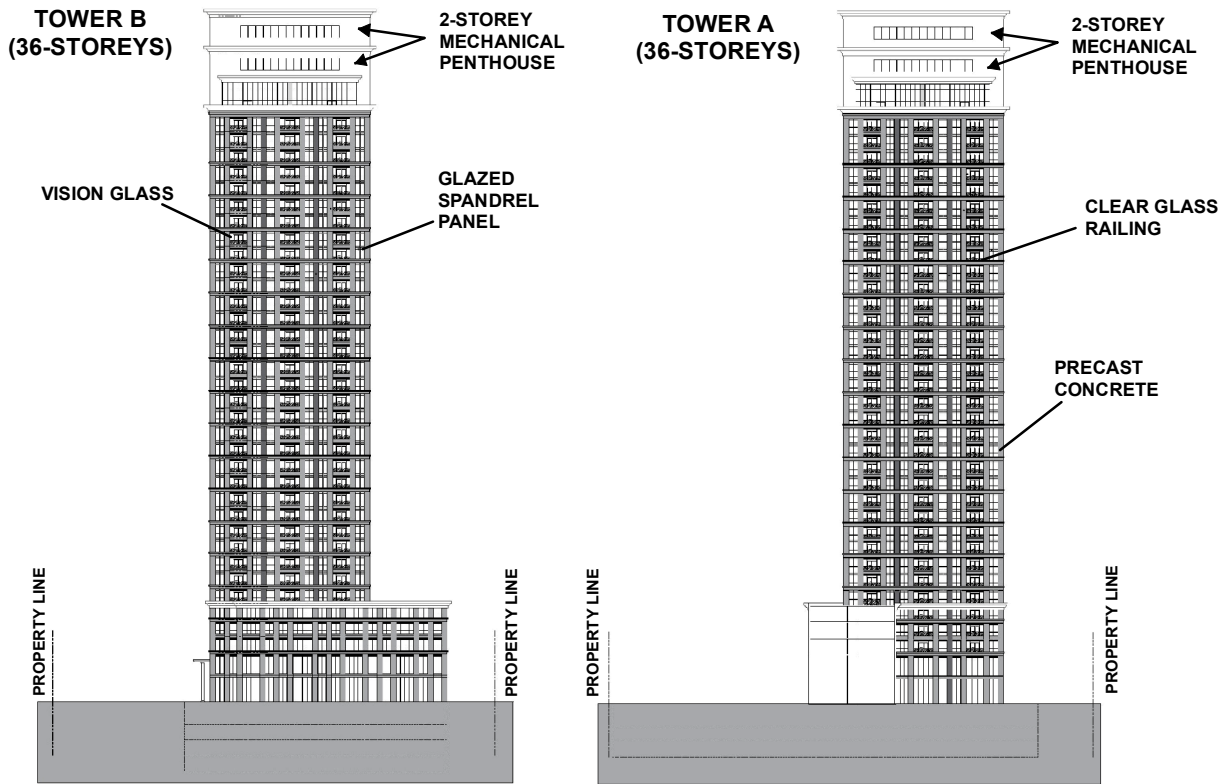 TOWER B
(36-STOREYS)
2-STOREY
MECHANICAL
PENTHOUSE
VISION GLASS
GLAZED
SPANDREL
PANEL
PROPERTY LINE
PROPERTY LINE
TOWER A
(36-STOREYS)
2-STOREY
MECHANICAL
PENTHOUSE
CLEAR GLASS
RAILING
PRECAST
CONCRETE
PROPERTY LINE
PROPERTY LINE